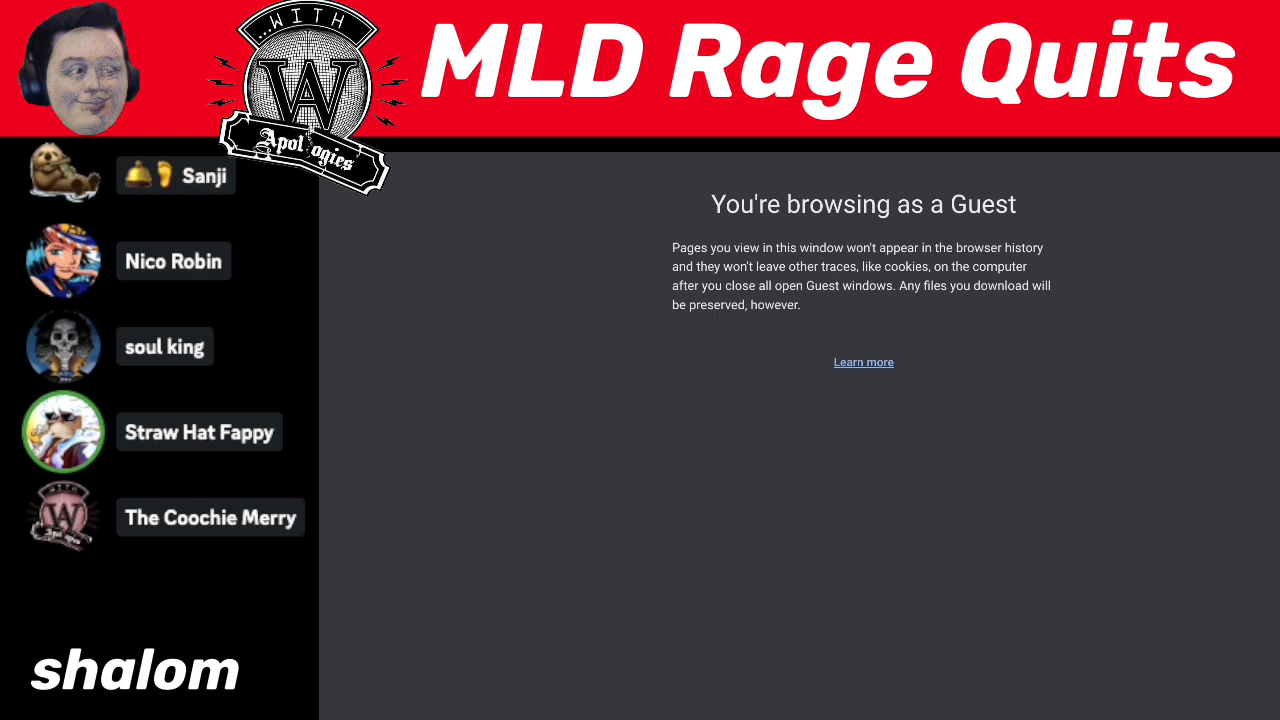 MLD Rage Quits
...WITH
WA
Apologies
Sanji
Nico Robin
soul king
Straw Hat Fappy
WITH
W
The Coochie Merry
shalom
You're browsing as a Guest
Pages you view in this window won't appear in the browser history
and they won't leave other traces, like cookies, on the computer
after you close all open Guest windows. Any files you download will
be preserved, however.
Learn more